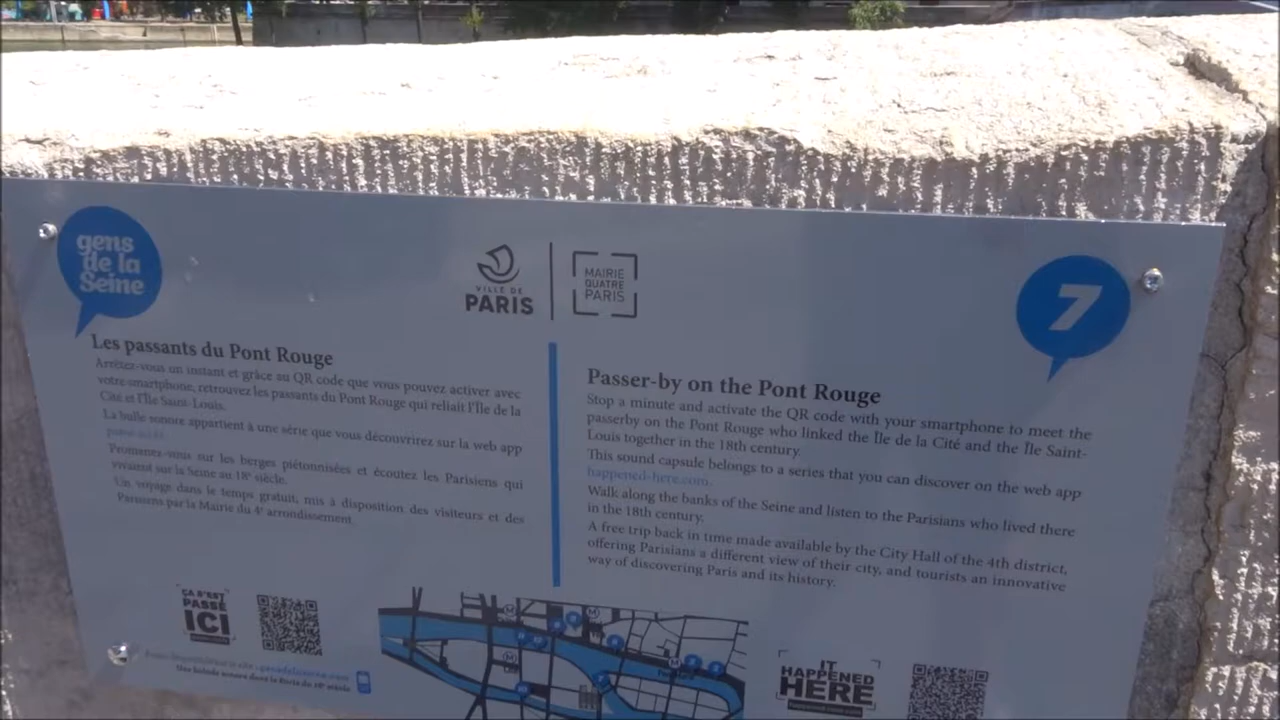 gens
de la
Seine
VILLE DE
PARIS
MAIRIE
QUATRE
PARIS
7
Les passants du Pont Rouge
Arrêtez-vous un instant et grâce au QR code que vous pouvez activer avec
votre smartphone, retrouvez les passants du Pont Rouge qui reliait l'Île de la
Cité et l'Île Saint-Louis.
La bulle sonore appartient à une série que vous découvrirez sur la web app
Promenez-vous sur les berges piétonnisées et écoutez les Parisiens qui
vivaient sur la Seine au 18e siècle.
Un voyage dans le temps gratuit, mis à disposition des visiteurs et des
Parisiens par la Mairie du 4e arrondissement.
Passer-by on the Pont Rouge
Stop a minute and activate the QR code with your smartphone to meet the
passerby on the Pont Rouge who linked the Île de la Cité and the Île Saint-
Louis together in the 18th century.
This sound capsule belongs to a series that you can discover on the web app
happened-here.com.
Walk along the banks of the Seine and listen to the Parisians who lived there
in the 18th century.
A free trip back in time made available by the City Hall of the 4th district,
offering Parisians a different view of their city, and tourists an innovative
way of discovering Paris and its history.
ÇA S'EST
PASSÉ
ICI
Une balade sonore dans le Paris du 18e siècle
IT
HAPPENED
HERE